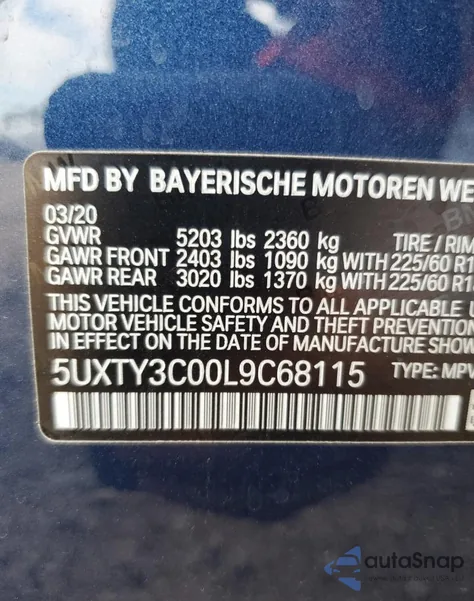 MFD BY BAYERISCHE MOTOREN WE
03/20
GVWR 5203 lbs 2360 kg TIRE / RIM
GAWR FRONT 2403 lbs 1090 kg WITH 225/60 R1
GAWR REAR 3020 lbs 1370 kg WITH 225/60 R1
THIS VEHICLE CONFORMS TO ALL APPLICABLE U
MOTOR VEHICLE SAFETY AND THEFT PREVENTION
IN EFFECT ON THE DATE OF MANUFACTURE SHOW
5UXTY3C00L9C68115 TYPE: MPV
autoSnap
www.autosnap.com